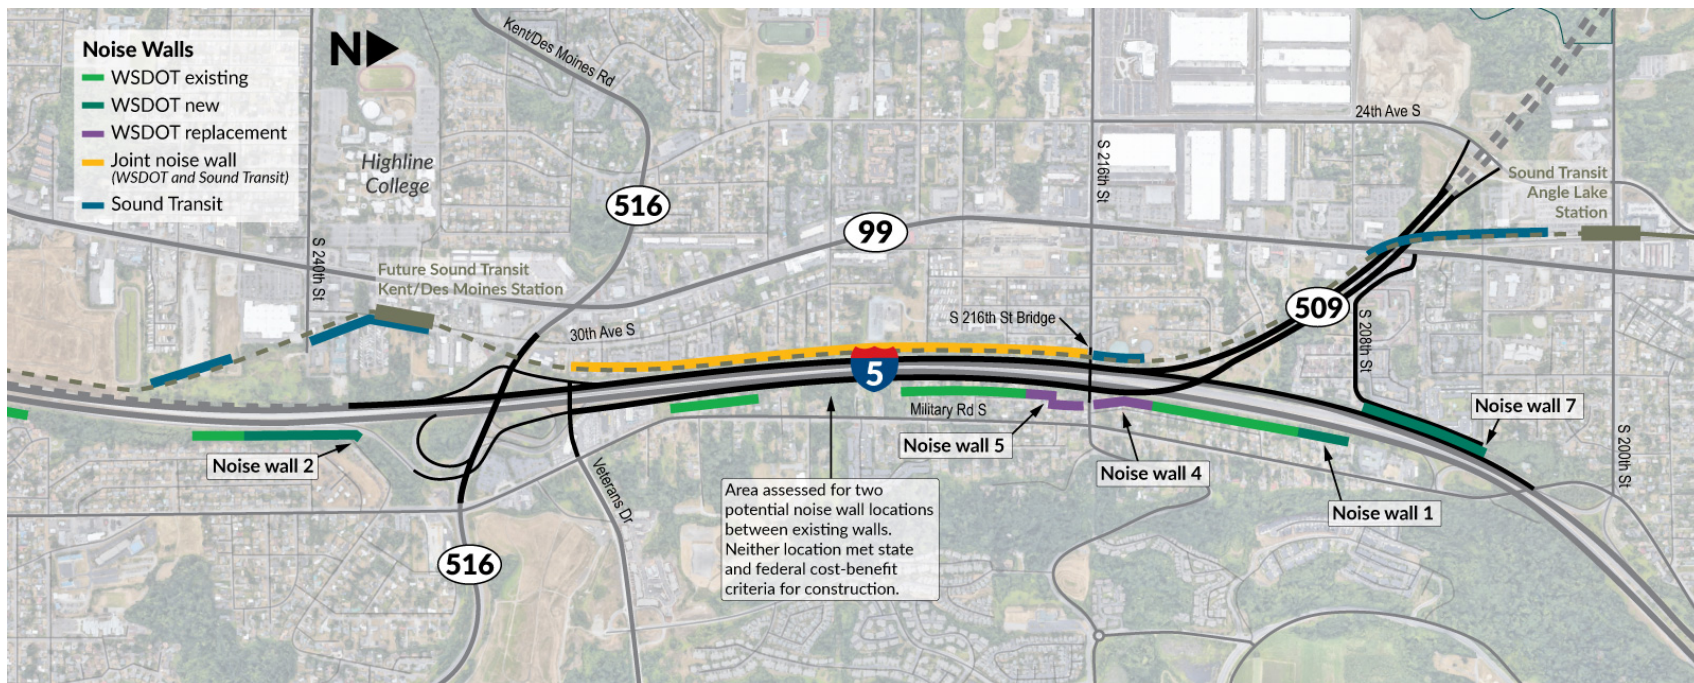 Noise Walls
WSDOT existing
WSDOT new
WSDOT replacement
Joint noise wall
(WSDOT and Sound Transit)
Sound Transit
N
Kent/Des Moines Rd
Highline
College
516
99
24th Ave S
S 216th St
Sound Transit
Angle Lake
Station
S 240th St
Future Sound Transit
Kent/Des Moines Station
30th Ave S
S 216th St Bridge
509
S 208th St
5
Military Rd S
Noise wall 7
Noise wall 5
Noise wall 2
Noise wall 4
Noise wall 1
S 200th St
Veterans Dr
Area assessed for two
potential noise wall locations
between existing walls.
Neither location met state
and federal cost-benefit
criteria for construction.
516